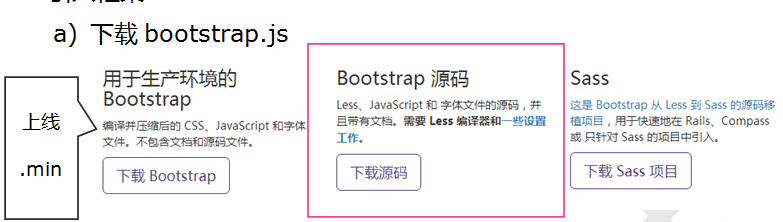 a) 下载 bootstrap.js
上线
.min
用于生产环境的
Bootstrap
编译并压缩后的 CSS、JavaScript 和字体
文件。不包含文档和源码文件。
下载 Bootstrap
Bootstrap 源码
Less、JavaScript 和 字体文件的源码，并
且带有文档。需要 Less 编译器和一些设置
工作。
下载源码
Sass
这是 Bootstrap 从 Less 到 Sass 的源码移
植项目，用于快速地在 Rails、Compass
或 只针对 Sass 的项目中引入。
下载 Sass 项目